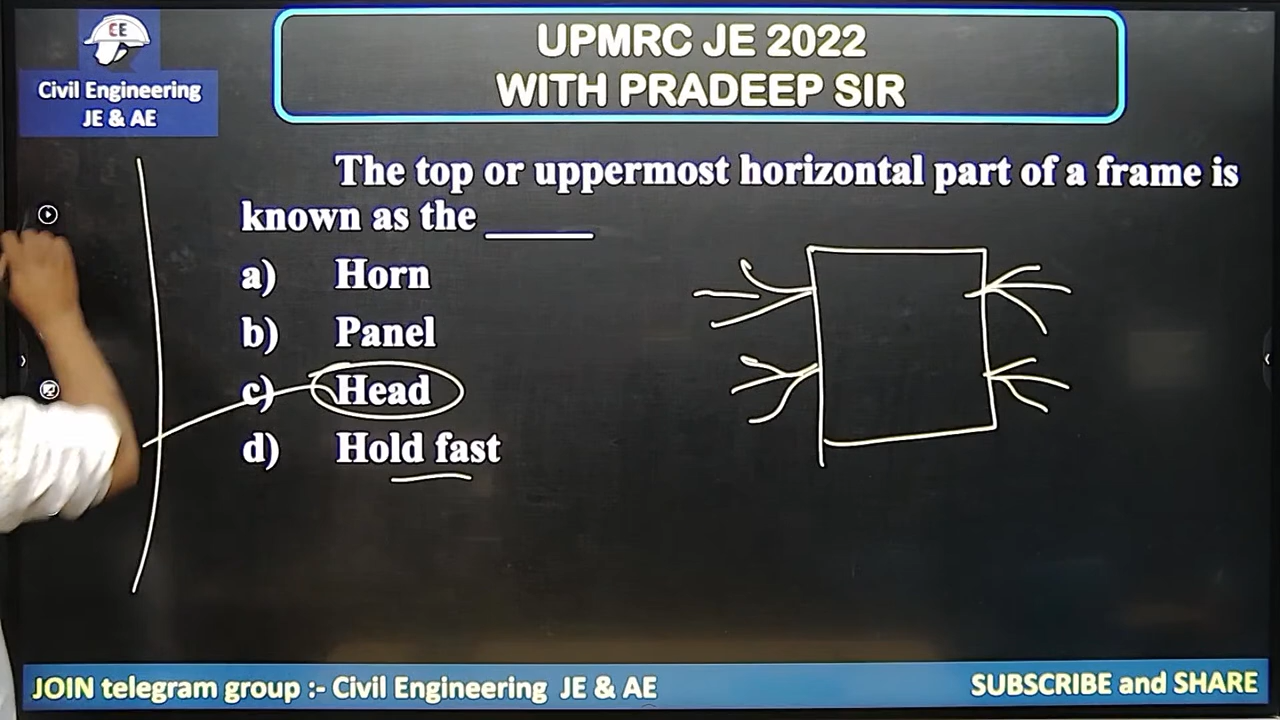 CE
Civil Engineering
JE & AE
UPMRC JE 2022
WITH PRADEEP SIR
The top or uppermost horizontal part of a frame is
known as the ______
a) Horn
b) Panel
c) Head
d) Hold fast
JOIN telegram group :- Civil Engineering JE & AE
SUBSCRIBE and SHARE